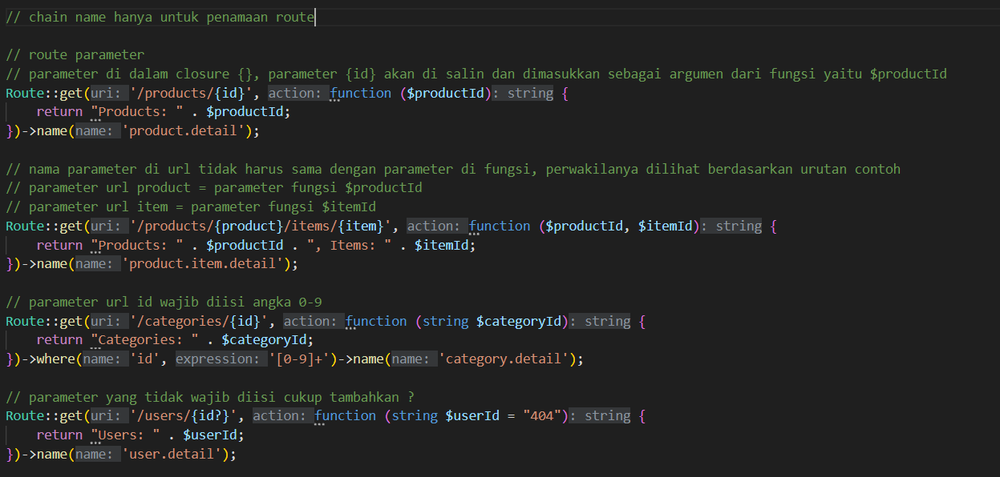 // chain name hanya untuk penamaan route
// route parameter
// parameter di dalam closure {}, parameter {id} akan di salin dan dimasukkan sebagai argumen dari fungsi yaitu $productId
Route::get(uri: '/products/{id}', action: function ($productId): string {
return "Products: " . $productId;
})->name(name: 'product.detail');
// nama parameter di url tidak harus sama dengan parameter di fungsi, perwakilanya dilihat berdasarkan urutan contoh
// parameter url product = parameter fungsi $productId
// parameter url item = parameter fungsi $itemId
Route::get(uri: '/products/{product}/items/{item}', action: function ($productId, $itemId): string {
return "Products: " . $productId . ", Items: " . $itemId;
})->name(name: 'product.item.detail');
// parameter url id wajib diisi angka 0-9
Route::get(uri: '/categories/{id}', action: function (string $categoryId): string {
return "Categories: " . $categoryId;
})->where(name: 'id', expression: '[0-9]+')->name(name: 'category.detail');
// parameter yang tidak wajib diisi cukup tambahkan ?
Route::get(uri: '/users/{id?}', action: function (string $userId = "404"): string {
return "Users: " . $userId;
})->name(name: 'user.detail');